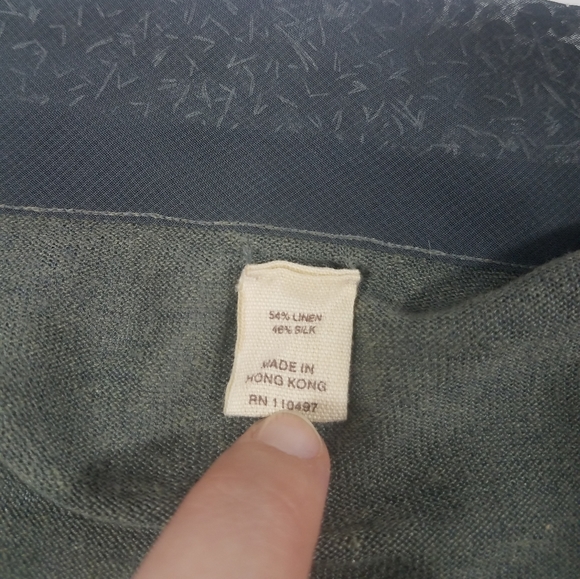 54% LINEN
46% SILK
MADE IN
HONG KONG
RN 110497